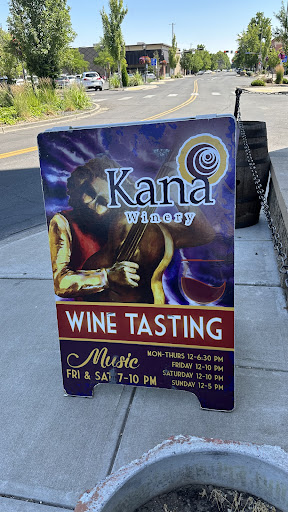 Kana
Winery
WINE TASTING
Music
FRI & SAT 7-10 PM
MON-THURS 12-6:30 PM
FRIDAY 12-10 PM
SATURDAY 12-10 PM
SUNDAY 12-5 PM